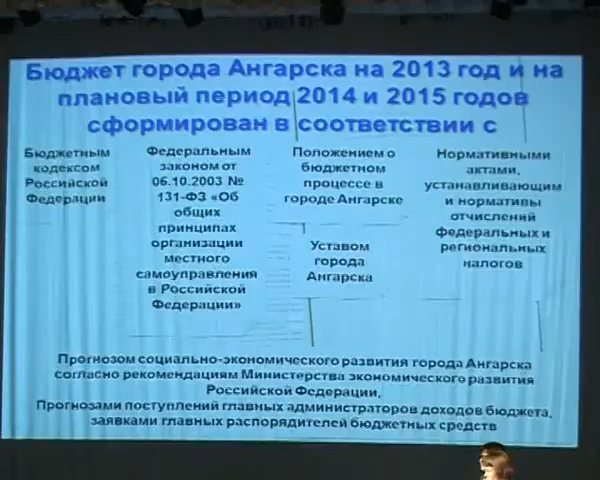 Бюджет города Ангарска на 2013 год и на
плановый период 2014 и 2015 годов
сформирован в соответствии с
Бюджетным
кодексом
Российской
Федерации
Федеральным
законом от
06.10.2003 №
131-ФЗ «Об
общих
принципах
организации
местного
самоуправления
в Российской
Федерации»
Положением о
бюджетном
процессе в
городе Ангарске
Уставом
города
Ангарска
Нормативными
актами,
устанавливающим
и нормативы
отчислений
федеральных и
региональных
налогов
Прогнозом социально-экономического развития города Ангарска
согласно рекомендациям Министерства экономического развития
Российской Федерации,
Прогнозами поступлений главных администраторов доходов бюджета,
заявками главных распорядителей бюджетных средств